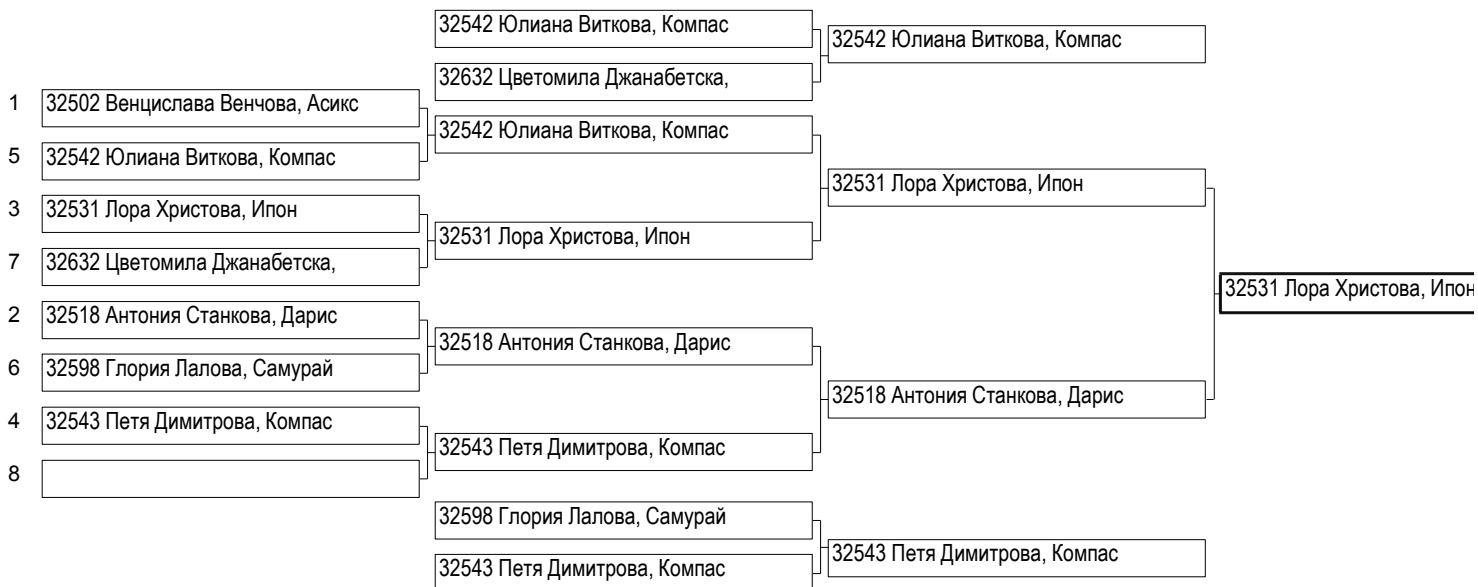 32542 Юлиана Виткова, Компас
32542 Юлиана Виткова, Компас
32632 Цветомила Джанабетска,
1 32502 Венцислава Венчова, Асикс
32542 Юлиана Виткова, Компас
5 32542 Юлиана Виткова, Компас
32531 Лора Христова, Ипон
3 32531 Лора Христова, Ипон
32531 Лора Христова, Ипон
7 32632 Цветомила Джанабетска,
32531 Лора Христова, Ипон
2 32518 Антония Станкова, Дарис
32518 Антония Станкова, Дарис
6 32598 Глория Лалова, Самурай
32518 Антония Станкова, Дарис
4 32543 Петя Димитрова, Компас
32543 Петя Димитрова, Компас
8
32598 Глория Лалова, Самурай
32543 Петя Димитрова, Компас
32543 Петя Димитрова, Компас